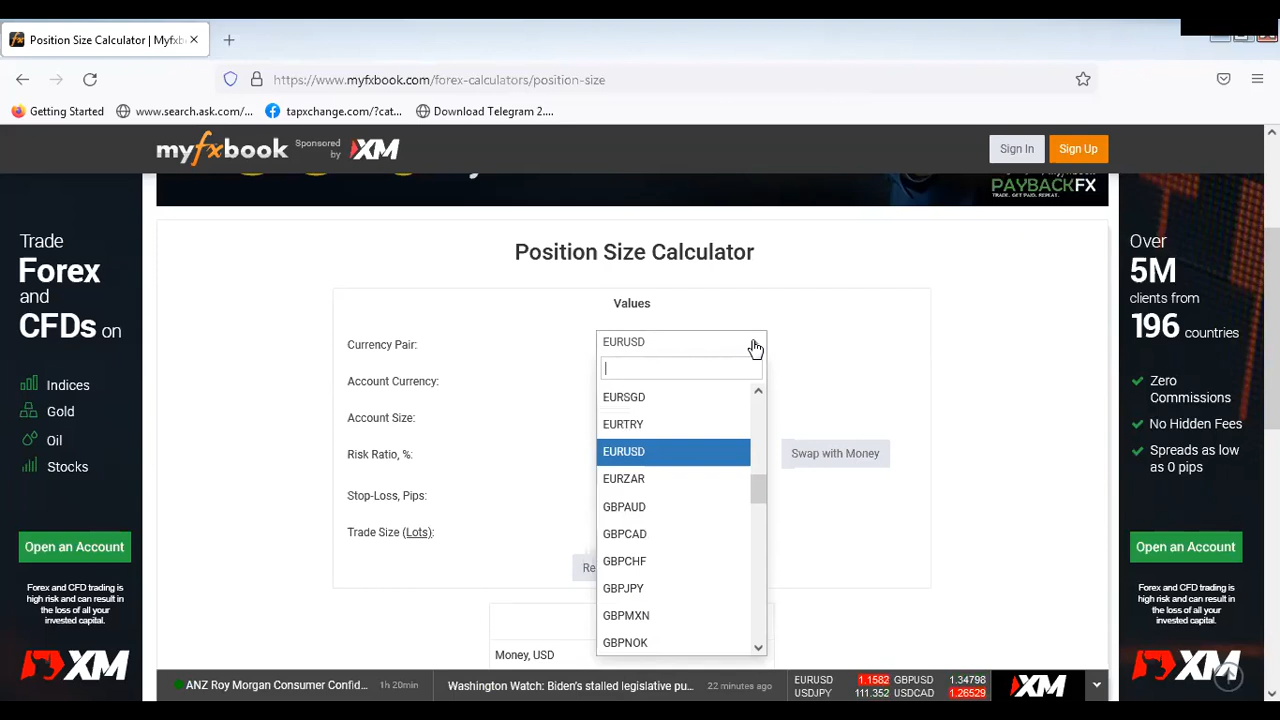 Position Size Calculator | Myfxb
https://www.myfxbook.com/forex-calculators/position-size
Getting Started
www.search.ask.com/...
tapxchange.com/?cat...
Download Telegram 2....
myfxbook
Sponsored by
XM
Sign In
Sign Up
PAYBACKFX
TRADE. GET PAID. REPEAT.
Trade
Forex
and
CFDs on
Indices
Gold
Oil
Stocks
Open an Account
Forex and CFD trading is
high risk and can result in
the loss of all your
invested capital.
XM
Position Size Calculator
Values
Currency Pair:
EURUSD
Account Currency:
Account Size:
Risk Ratio, %:
Swap with Money
Stop-Loss, Pips:
Trade Size (Lots):
Re
EURSGD
EURTRY
EURUSD
EURZAR
GBPAUD
GBPCAD
GBPCHF
GBPJPY
GBPMXN
GBPNOK
Money, USD
Over
5M
clients from
196 countries
Zero
Commissions
No Hidden Fees
Spreads as low
as 0 pips
Open an Account
Forex and CFD trading is
high risk and can result in
the loss of all your
invested capital.
XM
ANZ Roy Morgan Consumer Confid...
1h 20min
Washington Watch: Biden's stalled legislative pu...
22 minutes ago
EURUSD 1.1582 GBPUSD 1.34798
USDJPY 111.352 USDCAD 1.26529
XM